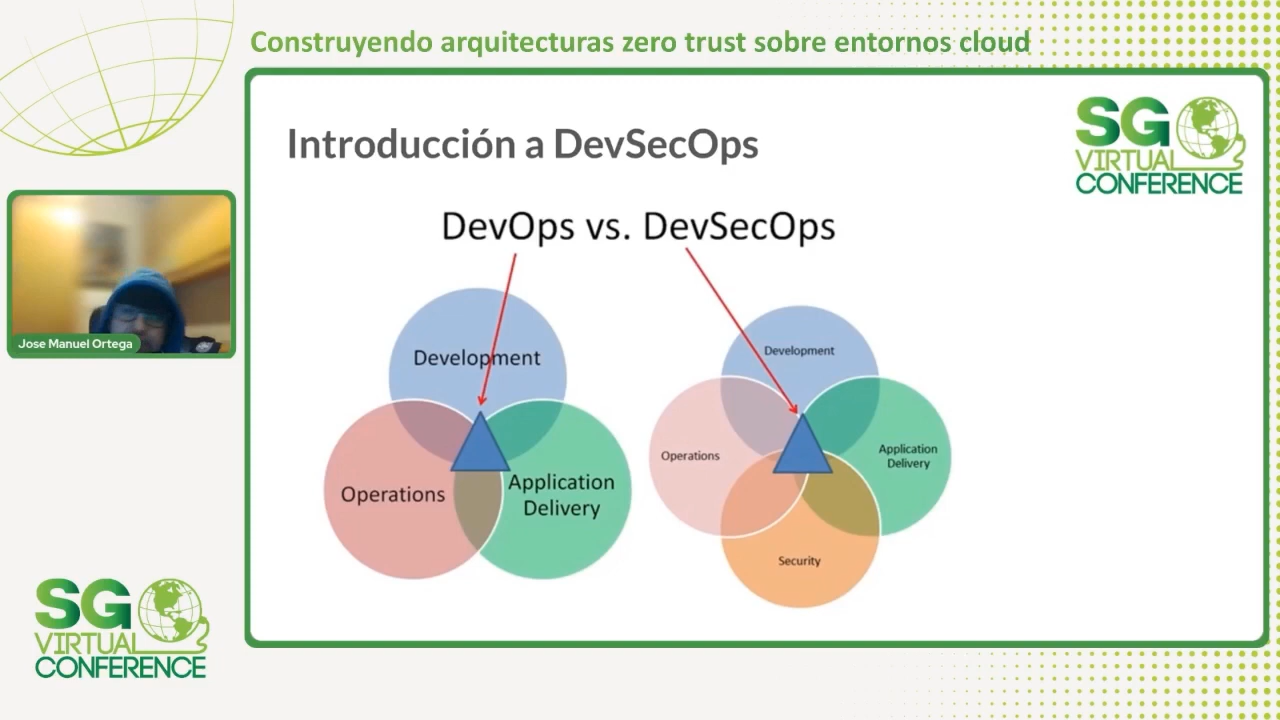 Construyendo arquitecturas zero trust sobre entornos cloud
SG
VIRTUAL
CONFERENCE
Introducción a DevSecOps
DevOps vs. DevSecOps
Development
Operations
Application
Delivery
Development
Operations
Application
Delivery
Security
Jose Manuel Ortega
SG
VIRTUAL
CONFERENCE